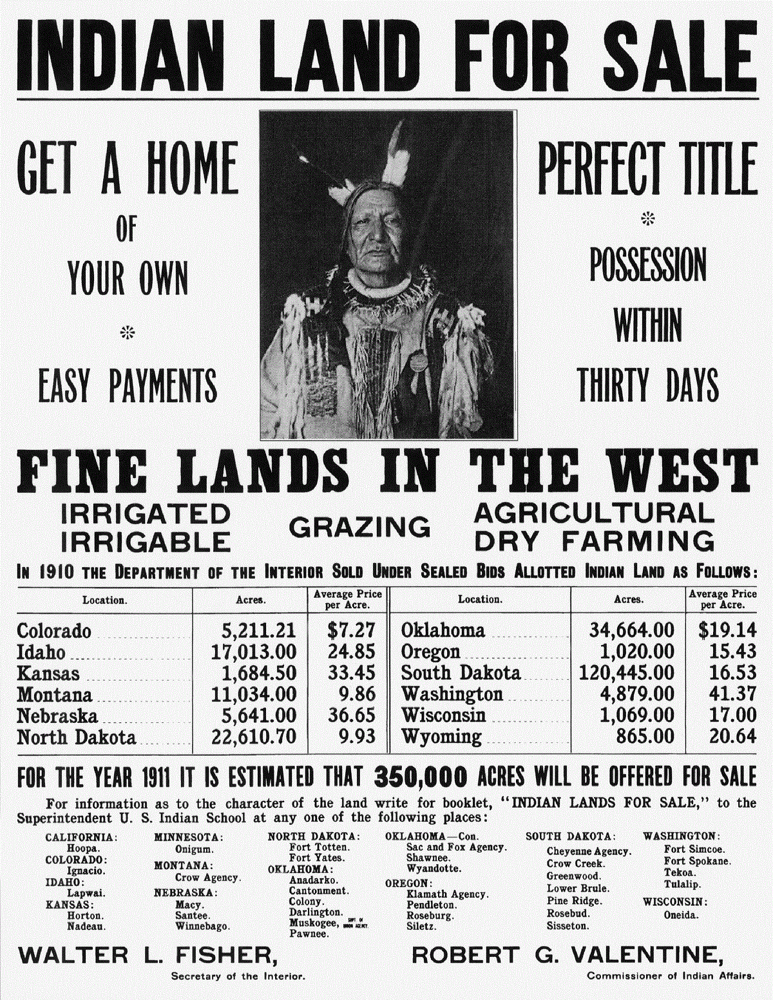 INDIAN LAND FOR SALE
GET A HOME
OF
YOUR OWN
EASY PAYMENTS
PERFECT TITLE
POSSESSION
WITHIN
THIRTY DAYS
FINE LANDS IN THE WEST
IRRIGATED
IRRIGABLE
GRAZING
AGRICULTURAL
DRY FARMING
IN 1910 THE DEPARTMENT OF THE INTERIOR SOLD UNDER SEALED BIDS ALLOTTED INDIAN LAND AS FOLLOWS:
Location. Acres. Average Price per Acre. Location. Acres. Average Price per Acre.
Colorado 5,211.21 $7.27 Oklahoma 34,664.00 $19.14
Idaho 17,013.00 24.85 Oregon 1,020.00 15.43
Kansas 1,684.50 33.45 South Dakota 120,445.00 16.53
Montana 11,034.00 9.86 Washington 4,879.00 41.37
Nebraska 5,641.00 36.65 Wisconsin 1,069.00 17.00
North Dakota 22,610.70 9.93 Wyoming 865.00 20.64
FOR THE YEAR 1911 IT IS ESTIMATED THAT 350,000 ACRES WILL BE OFFERED FOR SALE
For information as to the character of the land write for booklet, "INDIAN LANDS FOR SALE," to the
Superintendent U. S. Indian School at any one of the following places:
CALIFORNIA:
Hoopa.
COLORADO:
Ignacio.
IDAHO:
Lapwai.
KANSAS:
Horton.
Nadeau.
MINNESOTA:
Onigum.
MONTANA:
Crow Agency.
NEBRASKA:
Macy.
Santee.
Winnebago.
NORTH DAKOTA:
Fort Totten.
Fort Yates.
OKLAHOMA:
Anadarko.
Cantonment.
Colony.
Darlington.
Muskogee, SUPT. OF UNION AGENCY.
Pawnee.
OKLAHOMA—Con.
Sac and Fox Agency.
Shawnee.
Wyandotte.
OREGON:
Klamath Agency.
Pendleton.
Roseburg.
Siletz.
SOUTH DAKOTA:
Cheyenne Agency.
Crow Creek.
Greenwood.
Lower Brule.
Pine Ridge.
Rosebud.
Sisseton.
WASHINGTON:
Fort Simcoe.
Fort Spokane.
Tekoa.
Tulalip.
WISCONSIN:
Oneida.
WALTER L. FISHER,
Secretary of the Interior.
ROBERT G. VALENTINE,
Commissioner of Indian Affairs.